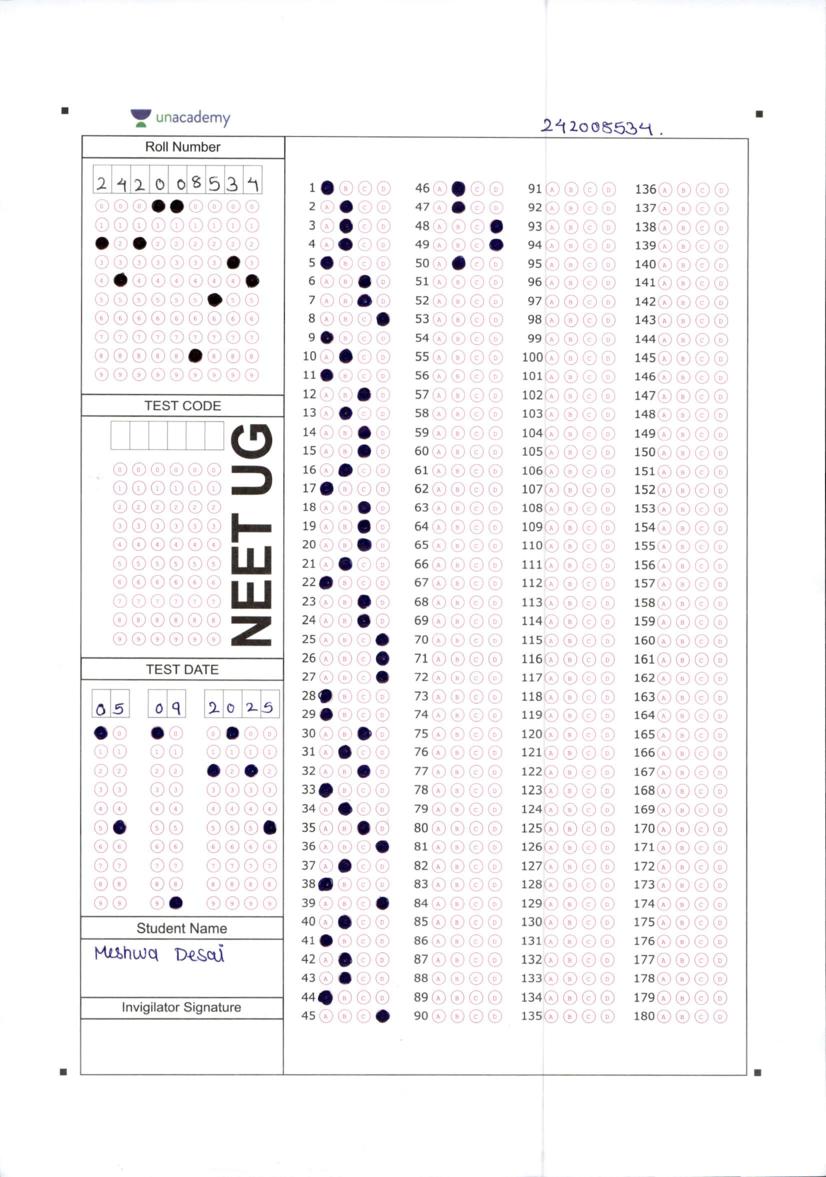 unacademy
242008534.
Roll Number
2 4 2 0 0 8 5 3 4
TEST CODE
NEET UG
TEST DATE
05 09 2025
Student Name
Meshwa Desai
Invigilator Signature
1 A B C D 46 A B C D 91 A B C D 136 A B C D
2 A B C D 47 A B C D 92 A B C D 137 A B C D
3 A B C D 48 A B C D 93 A B C D 138 A B C D
4 A B C D 49 A B C D 94 A B C D 139 A B C D
5 A B C D 50 A B C D 95 A B C D 140 A B C D
6 A B C D 51 A B C D 96 A B C D 141 A B C D
7 A B C D 52 A B C D 97 A B C D 142 A B C D
8 A B C D 53 A B C D 98 A B C D 143 A B C D
9 A B C D 54 A B C D 99 A B C D 144 A B C D
10 A B C D 55 A B C D 100 A B C D 145 A B C D
11 A B C D 56 A B C D 101 A B C D 146 A B C D
12 A B C D 57 A B C D 102 A B C D 147 A B C D
13 A B C D 58 A B C D 103 A B C D 148 A B C D
14 A B C D 59 A B C D 104 A B C D 149 A B C D
15 A B C D 60 A B C D 105 A B C D 150 A B C D
16 A B C D 61 A B C D 106 A B C D 151 A B C D
17 A B C D 62 A B C D 107 A B C D 152 A B C D
18 A B C D 63 A B C D 108 A B C D 153 A B C D
19 A B C D 64 A B C D 109 A B C D 154 A B C D
20 A B C D 65 A B C D 110 A B C D 155 A B C D
21 A B C D 66 A B C D 111 A B C D 156 A B C D
22 A B C D 67 A B C D 112 A B C D 157 A B C D
23 A B C D 68 A B C D 113 A B C D 158 A B C D
24 A B C D 69 A B C D 114 A B C D 159 A B C D
25 A B C D 70 A B C D 115 A B C D 160 A B C D
26 A B C D 71 A B C D 116 A B C D 161 A B C D
27 A B C D 72 A B C D 117 A B C D 162 A B C D
28 A B C D 73 A B C D 118 A B C D 163 A B C D
29 A B C D 74 A B C D 119 A B C D 164 A B C D
30 A B C D 75 A B C D 120 A B C D 165 A B C D
31 A B C D 76 A B C D 121 A B C D 166 A B C D
32 A B C D 77 A B C D 122 A B C D 167 A B C D
33 A B C D 78 A B C D 123 A B C D 168 A B C D
34 A B C D 79 A B C D 124 A B C D 169 A B C D
35 A B C D 80 A B C D 125 A B C D 170 A B C D
36 A B C D 81 A B C D 126 A B C D 171 A B C D
37 A B C D 82 A B C D 127 A B C D 172 A B C D
38 A B C D 83 A B C D 128 A B C D 173 A B C D
39 A B C D 84 A B C D 129 A B C D 174 A B C D
40 A B C D 85 A B C D 130 A B C D 175 A B C D
41 A B C D 86 A B C D 131 A B C D 176 A B C D
42 A B C D 87 A B C D 132 A B C D 177 A B C D
43 A B C D 88 A B C D 133 A B C D 178 A B C D
44 A B C D 89 A B C D 134 A B C D 179 A B C D
45 A B C D 90 A B C D 135 A B C D 180 A B C D